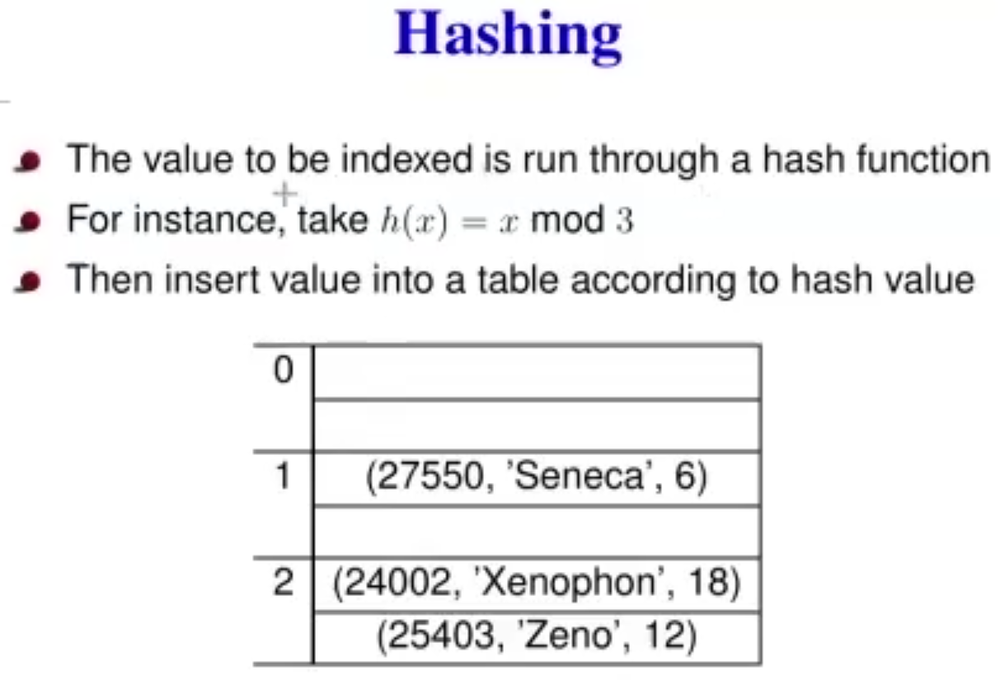 Hashing
The value to be indexed is run through a hash function
For instance, take h(x) = x mod 3
Then insert value into a table according to hash value
0
1 (27550, 'Seneca', 6)
2 (24002, 'Xenophon', 18)
(25403, 'Zeno', 12)